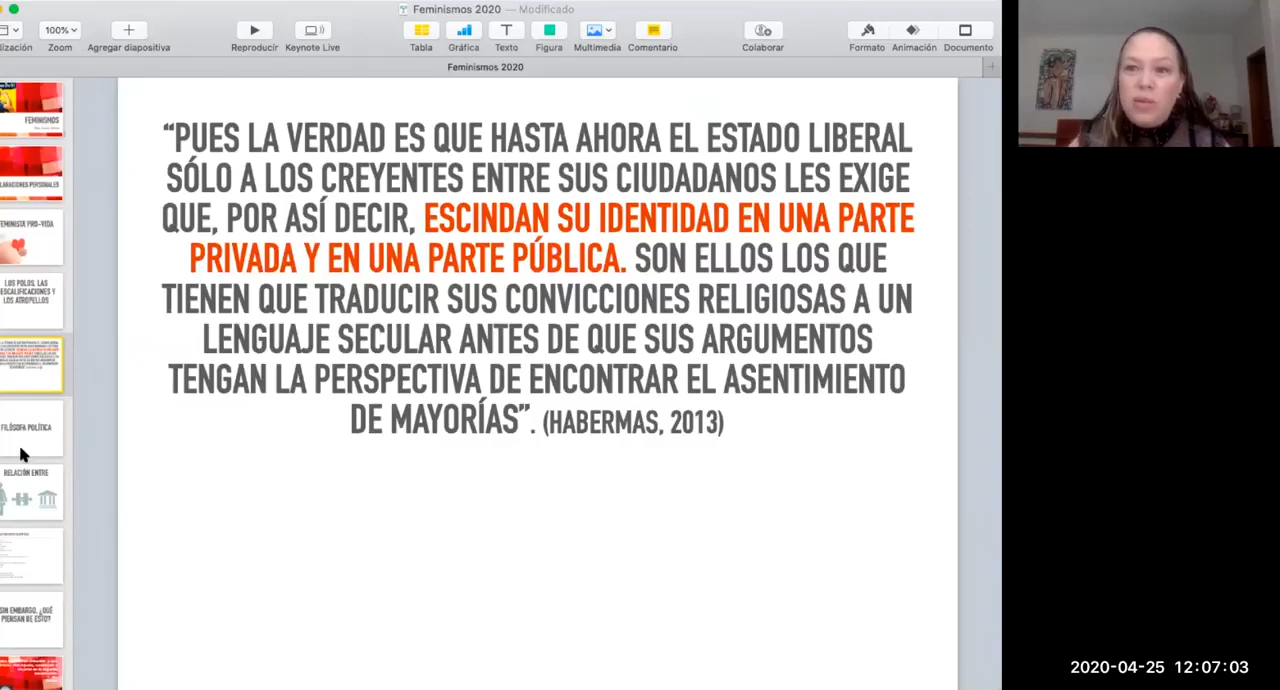 Feminismos 2020 — Modificado
100%
Zoom
Agregar diapositiva
Reproducir
Keynote Live
Tabla
Gráfica
Texto
Figura
Multimedia
Comentario
Colaborar
Formato
Animación
Documento
Feminismos 2020
“PUES LA VERDAD ES QUE HASTA AHORA EL ESTADO LIBERAL
SÓLO A LOS CREYENTES ENTRE SUS CIUDADANOS LES EXIGE
QUE, POR ASÍ DECIR, ESCINDAN SU IDENTIDAD EN UNA PARTE
PRIVADA Y EN UNA PARTE PÚBLICA. SON ELLOS LOS QUE
TIENEN QUE TRADUCIR SUS CONVICCIONES RELIGIOSAS A UN
LENGUAJE SECULAR ANTES DE QUE SUS ARGUMENTOS
TENGAN LA PERSPECTIVA DE ENCONTRAR EL ASENTIMIENTO
DE MAYORÍAS”. (HABERMAS, 2013)
FEMINISMOS
PERSONALES
PRO-VIDA
LOS POLOS, LAS
LOS ATROPELLOS
FILÓSOFA POLÍTICA
RELACIÓN ENTRE
SIN EMBARGO, ¿QUÉ
PIENSAN DE ESTO?
2020-04-25 12:07:03